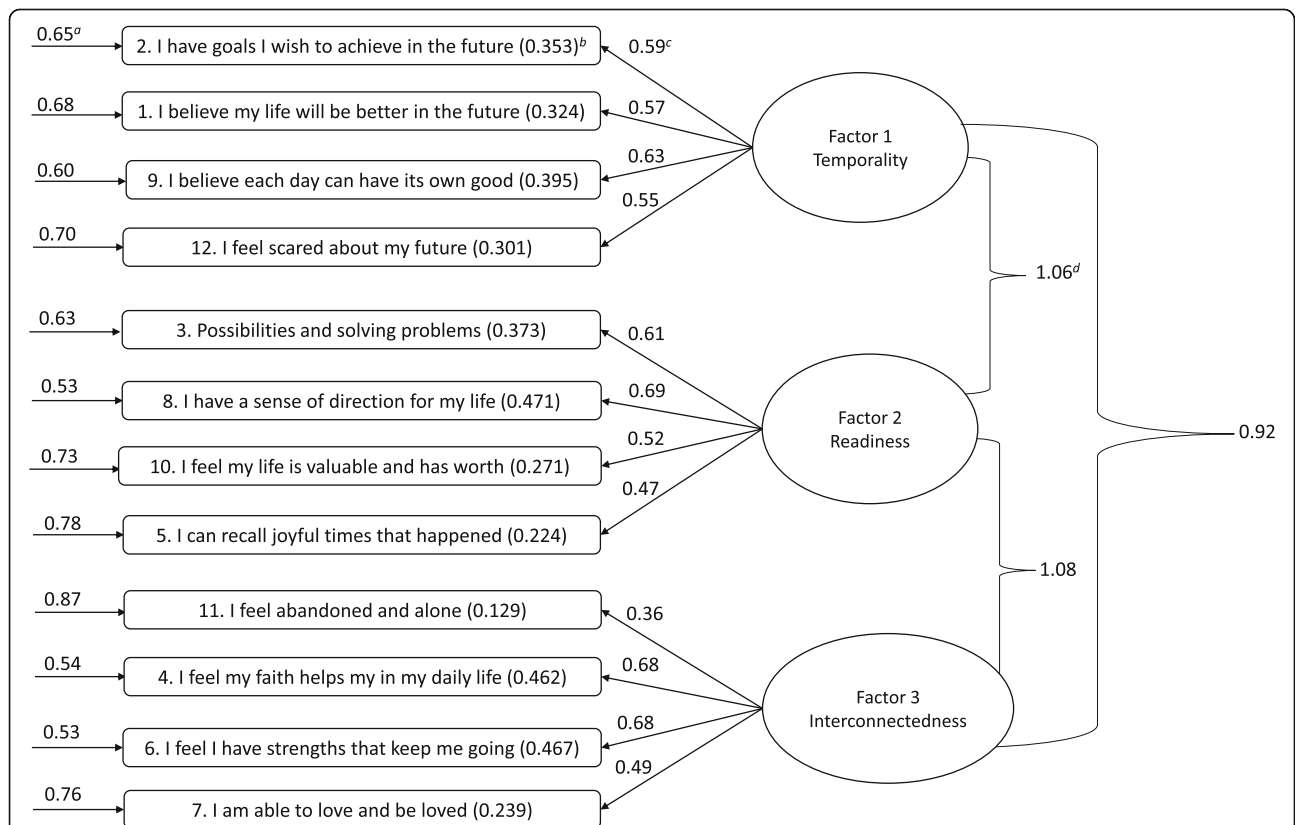 0.65a
2. I have goals I wish to achieve in the future (0.353)b
0.59c
0.68
1. I believe my life will be better in the future (0.324)
0.57
0.60
9. I believe each day can have its own good (0.395)
0.63
0.70
12. I feel scared about my future (0.301)
0.55
Factor 1
Temporality
1.06d
0.63
3. Possibilities and solving problems (0.373)
0.61
0.53
8. I have a sense of direction for my life (0.471)
0.69
0.73
10. I feel my life is valuable and has worth (0.271)
0.52
0.78
5. I can recall joyful times that happened (0.224)
0.47
Factor 2
Readiness
0.92
1.08
0.87
11. I feel abandoned and alone (0.129)
0.36
0.54
4. I feel my faith helps my in my daily life (0.462)
0.68
0.53
6. I feel I have strengths that keep me going (0.467)
0.68
0.76
7. I am able to love and be loved (0.239)
0.49
Factor 3
Interconnectedness